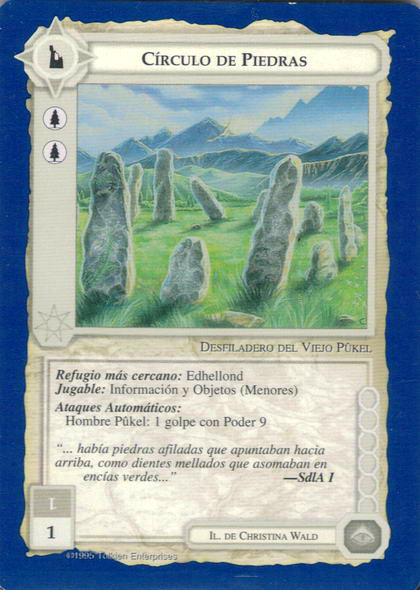 CÍRCULO DE PIEDRAS
DESFILADERO DEL VIEJO PÛKEL
Refugio más cercano: Edhellond
Jugable: Información y Objetos (Menores)
Ataques Automáticos:
Hombre Pûkel: 1 golpe con Poder 9
“... había piedras afiladas que apuntaban hacia
arriba, como dientes mellados que asomaban en
encías verdes...” —SdlA I
1
1
IL. DE CHRISTINA WALD
©1995 Tolkien Enterprises